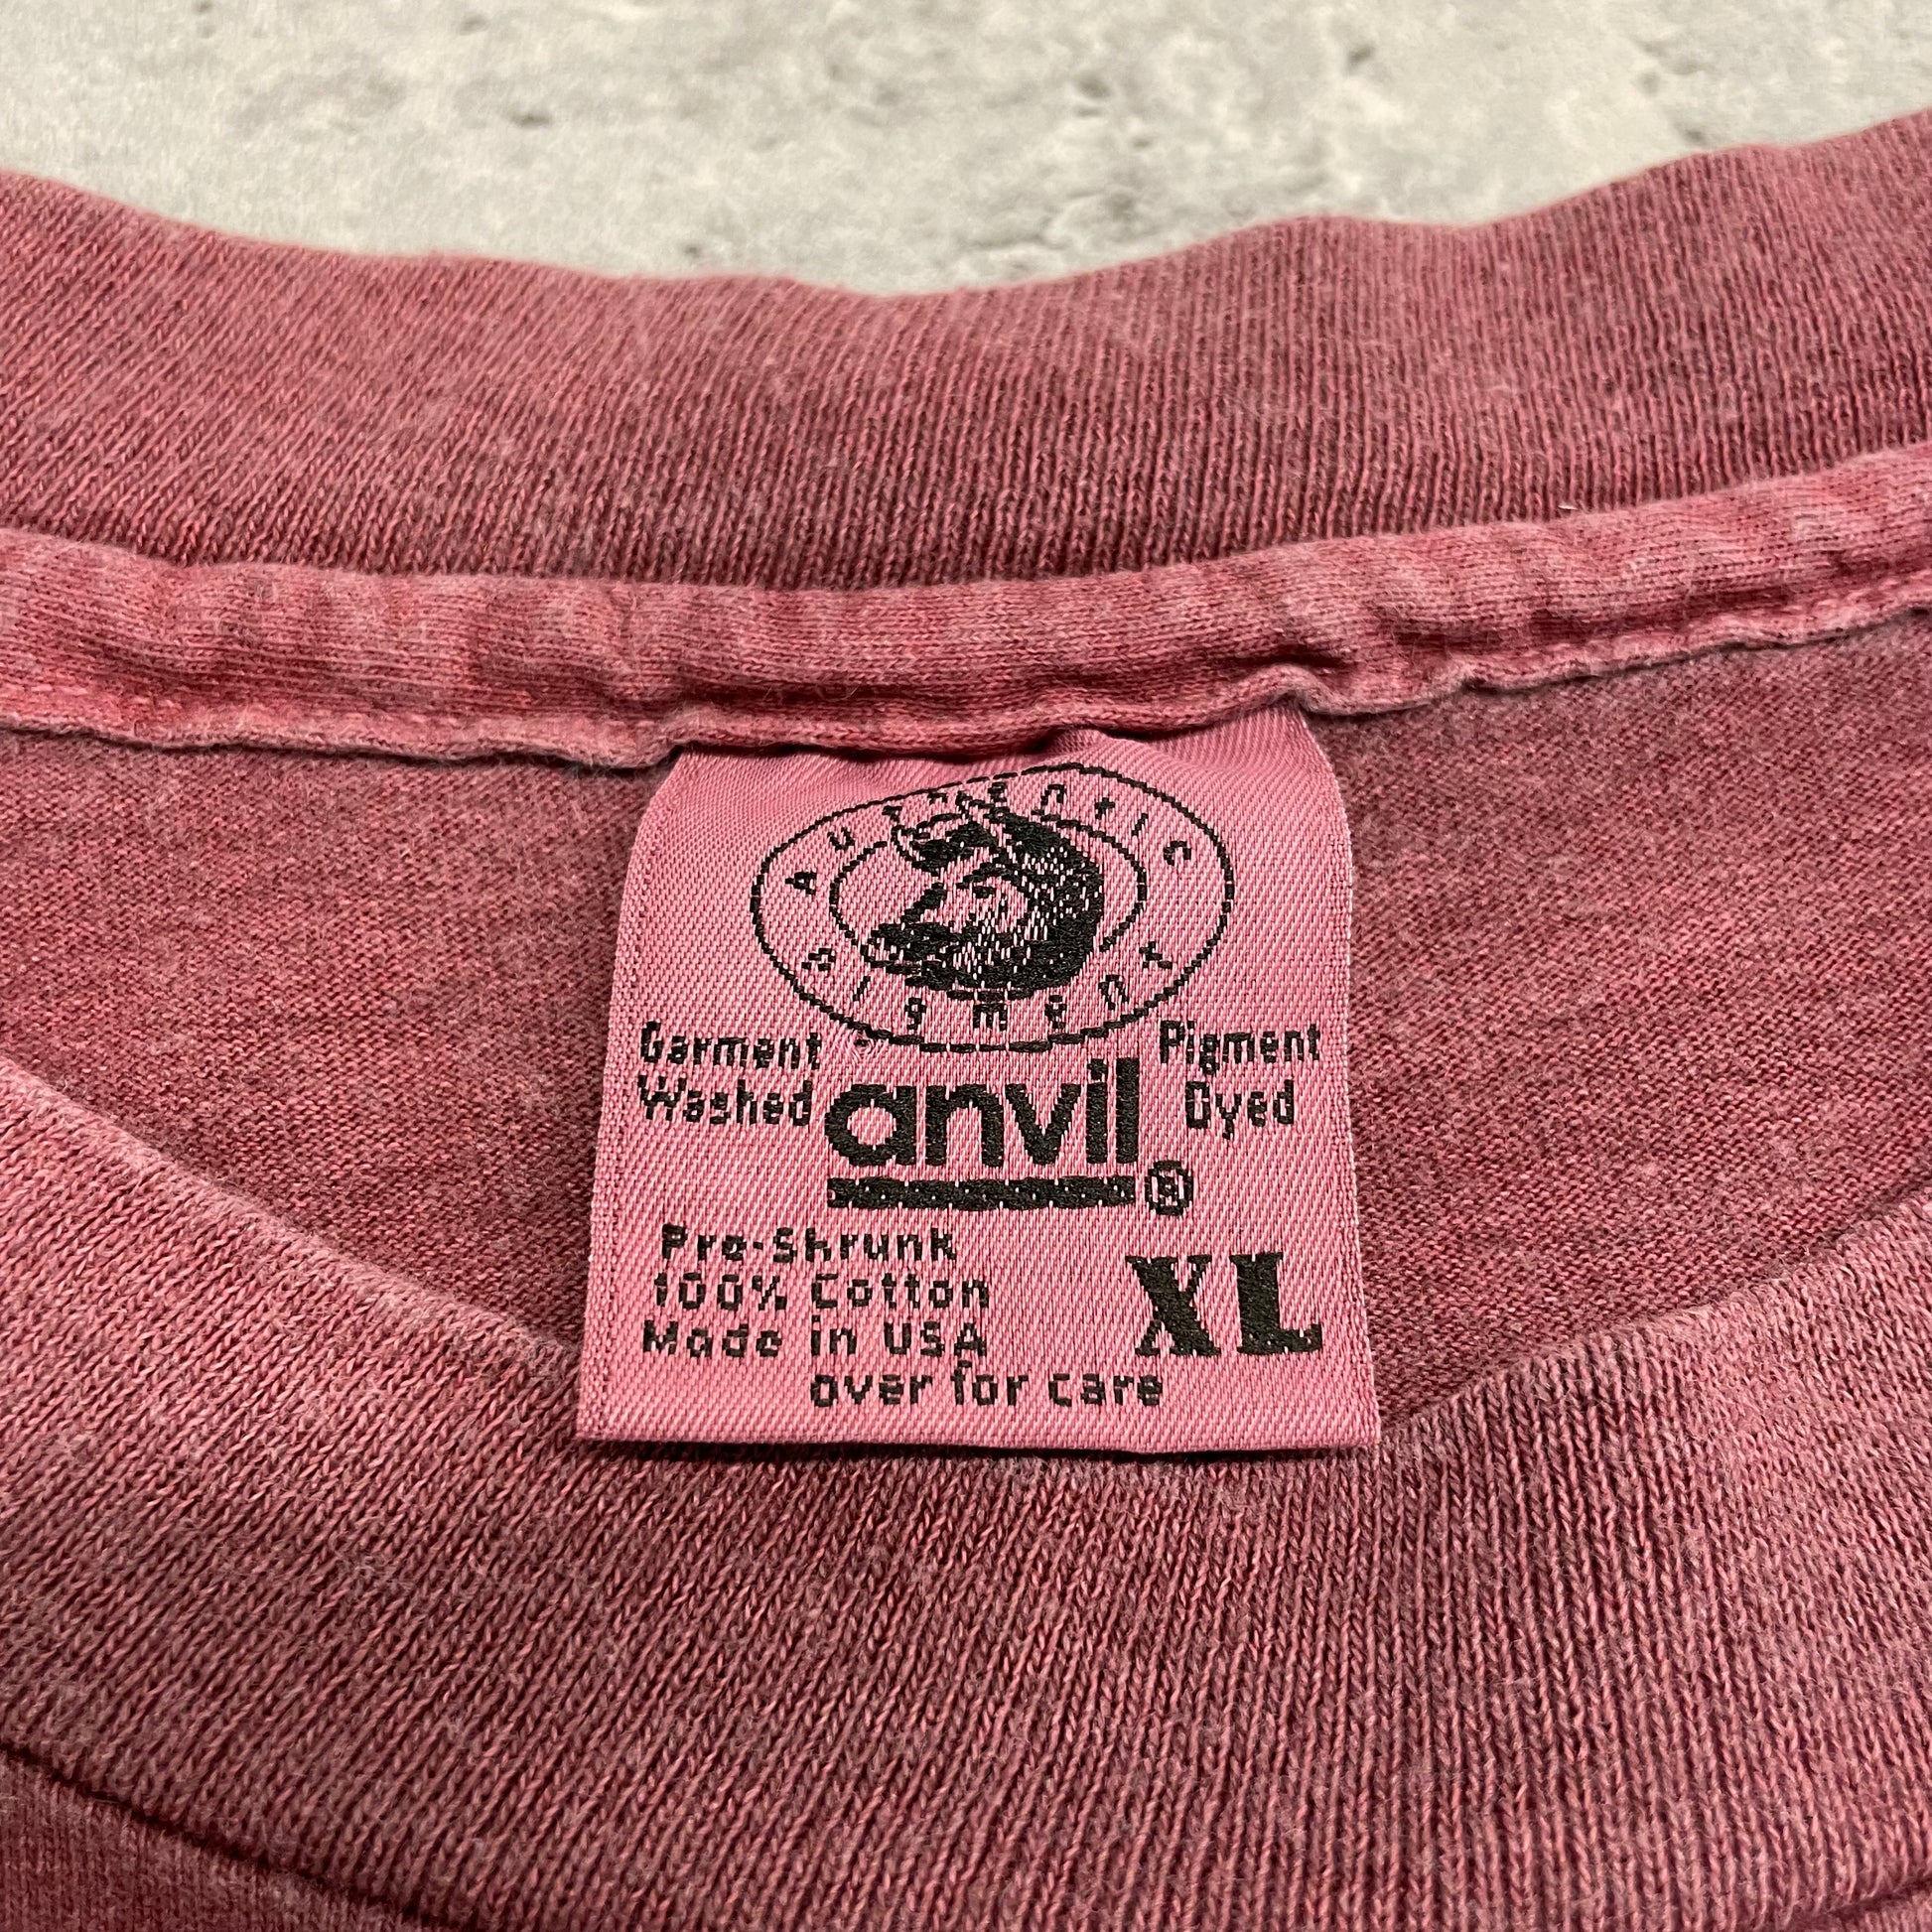 Authentic
Pigment
Garment Washed
Pigment Dyed
anvil®
Pre-Shrunk
100% Cotton
Made in USA
XL
over for care